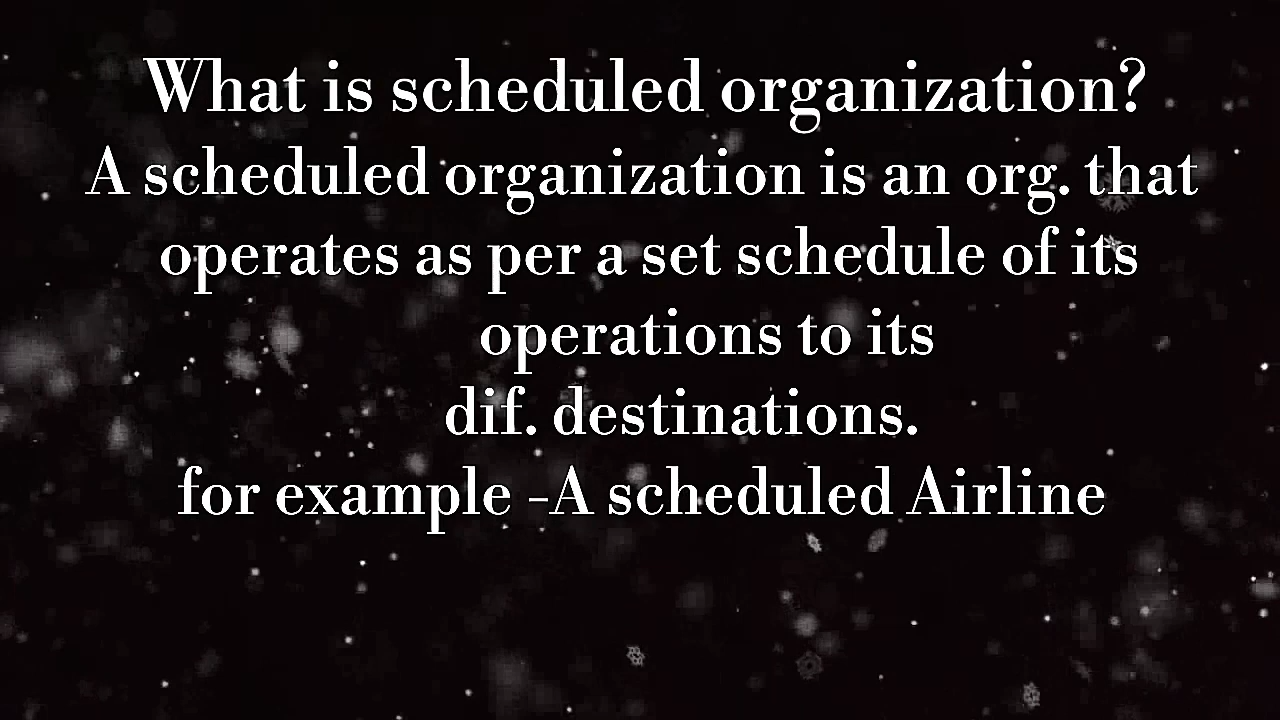 What is scheduled organization?
A scheduled organization is an org. that
operates as per a set schedule of its
operations to its
dif. destinations.
for example -A scheduled Airline